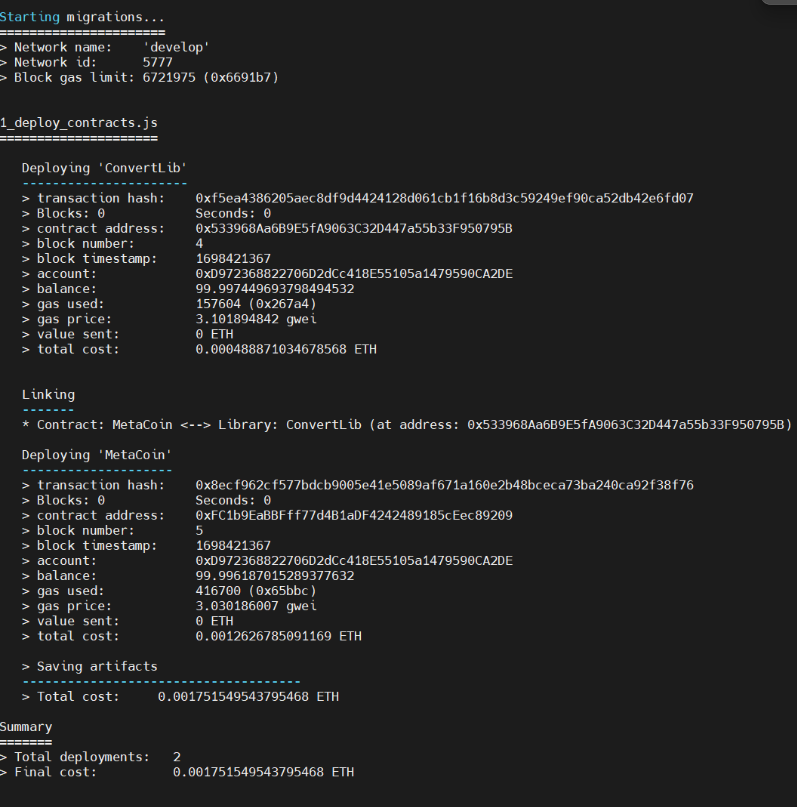 Starting migrations...
======================
> Network name:    'develop'
> Network id:      5777
> Block gas limit: 6721975 (0x6691b7)
1_deploy_contracts.js
=====================
Deploying 'ConvertLib'
----------------------
> transaction hash:    0xf5ea4386205aec8df9d4424128d061cb1f16b8d3c59249ef90ca52db42e6fd07
> Blocks: 0            Seconds: 0
> contract address:    0x533968Aa6B9E5fA9063C32D447a55b33F950795B
> block number:        4
> block timestamp:     1698421367
> account:             0xD972368822706D2dCc418E55105a1479590CA2DE
> balance:             99.997449693798494532
> gas used:            157604 (0x267a4)
> gas price:           3.101894842 gwei
> value sent:          0 ETH
> total cost:          0.000488871034678568 ETH
Linking
-------
* Contract: MetaCoin <--> Library: ConvertLib (at address: 0x533968Aa6B9E5fA9063C32D447a55b33F950795B)
Deploying 'MetaCoin'
--------------------
> transaction hash:    0x8ecf962cf577bdcb9005e41e5089af671a160e2b48bceca73ba240ca92f38f76
> Blocks: 0            Seconds: 0
> contract address:    0xFC1b9EaBBFff77d4B1aDF4242489185cEec89209
> block number:        5
> block timestamp:     1698421367
> account:             0xD972368822706D2dCc418E55105a1479590CA2DE
> balance:             99.996187015289377632
> gas used:            416700 (0x65bbc)
> gas price:           3.030186007 gwei
> value sent:          0 ETH
> total cost:          0.0012626785091169 ETH
> Saving artifacts
-------------------------------------
> Total cost:     0.001751549543795468 ETH
Summary
=======
> Total deployments:   2
> Final cost:          0.001751549543795468 ETH